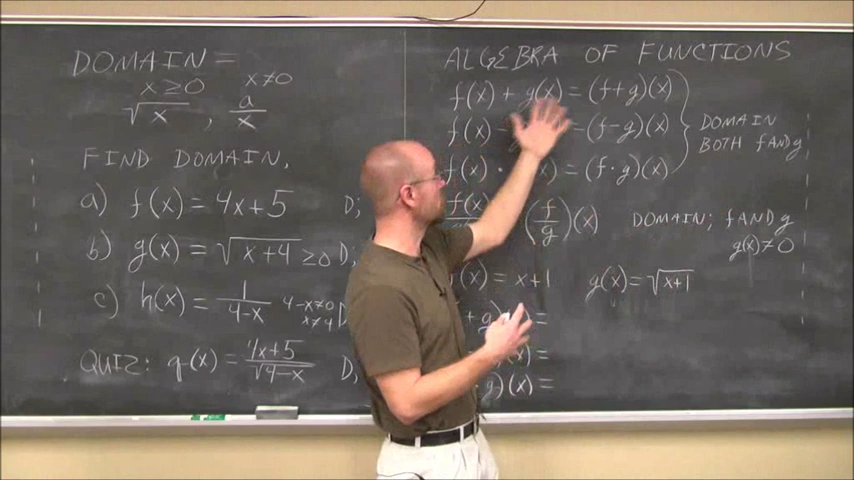 DOMAIN =
x ≥ 0 x ≠ 0
√x , a/x
FIND DOMAIN.
a) f(x) = 4x+5 D;
b) g(x) = √(x+4) ≥ 0 D,
c) h(x) = 1/(4-x) 4-x≠0 D,
x≠4
QUIZ: q(x) = (4x+5)/√(4-x) D,
ALGEBRA OF FUNCTIONS
f(x) + g(x) = (f+g)(x)
f(x) - = (f-g)(x)
f(x) · x) = (f·g)(x)
DOMAIN
BOTH f AND g
f(x) (f/g)(x) DOMAIN; f AND g
g(x) ≠ 0
(x) = x+1 g(x) = √(x+1)
+g) =
(x) =
g)(x) =